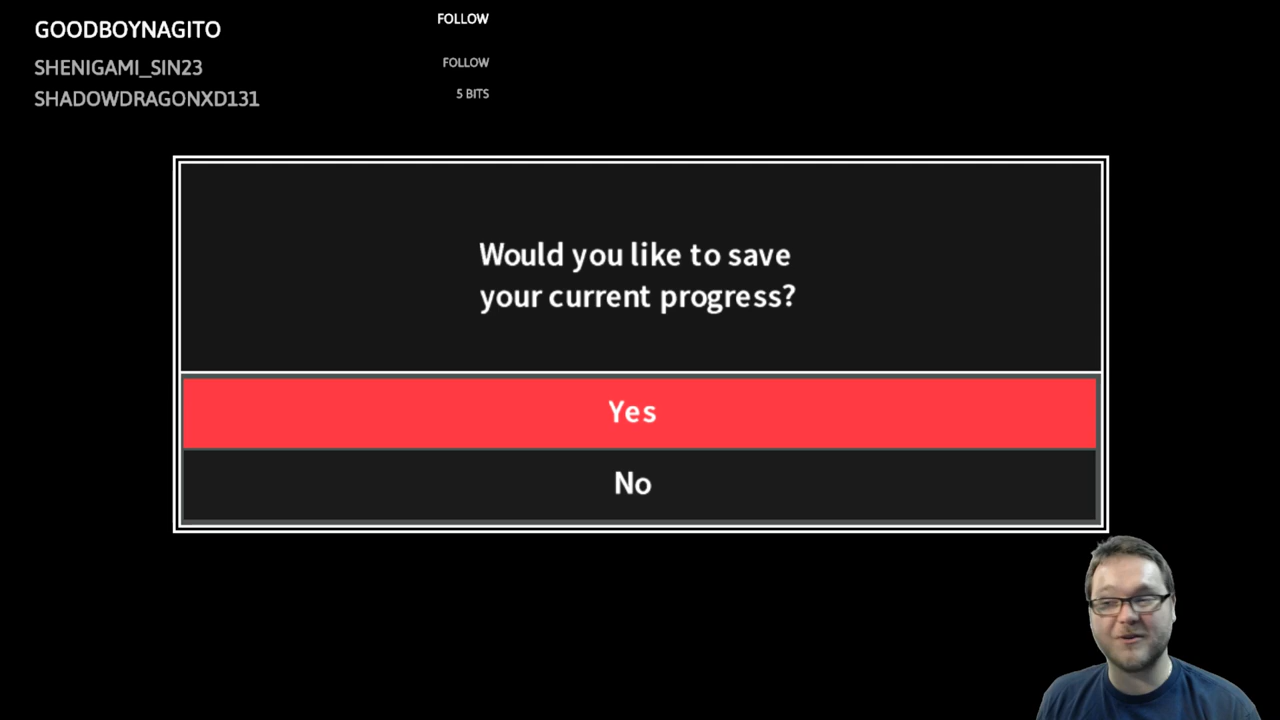 GOODBOYNAGITO FOLLOW
SHENIGAMI_SIN23 FOLLOW
SHADOWDRAGONXD131 5 BITS
Would you like to save
your current progress?
Yes
No